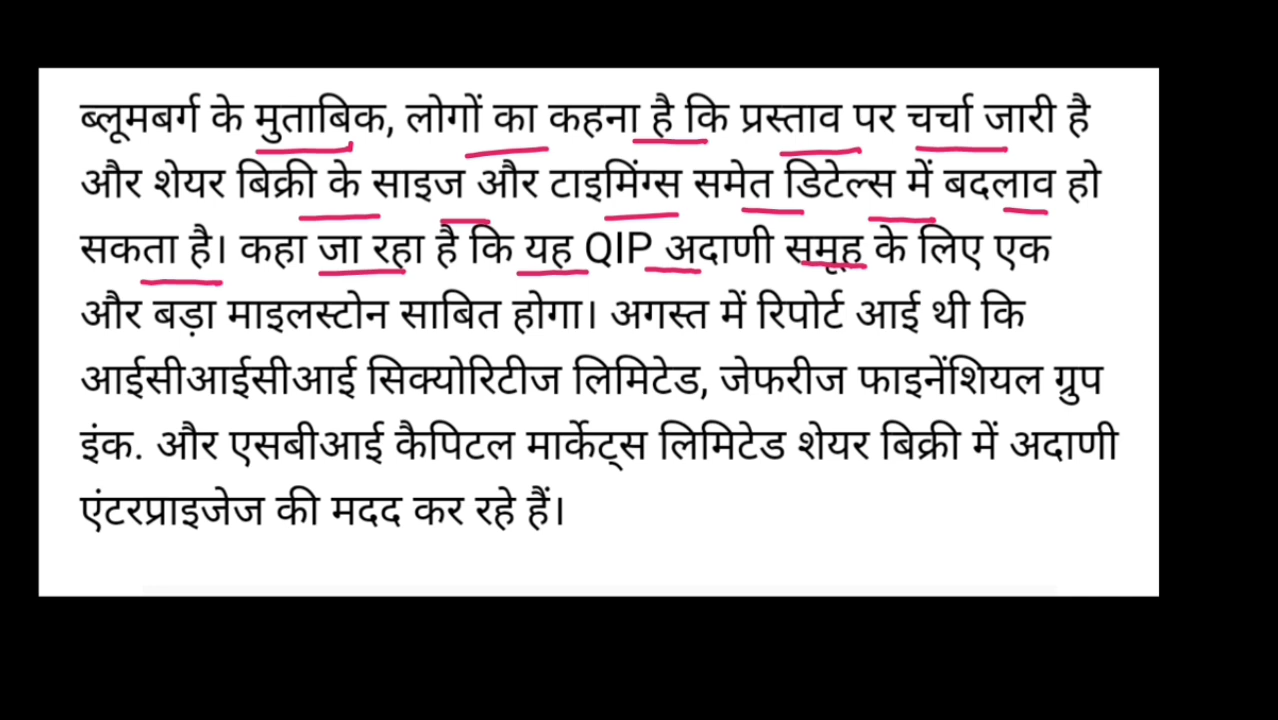 ब्लूमबर्ग के मुताबिक, लोगों का कहना है कि प्रस्ताव पर चर्चा जारी है
और शेयर बिक्री के साइज और टाइमिंग्स समेत डिटेल्स में बदलाव हो
सकता है। कहा जा रहा है कि यह QIP अदाणी समूह के लिए एक
और बड़ा माइलस्टोन साबित होगा। अगस्त में रिपोर्ट आई थी कि
आईसीआईसीआई सिक्योरिटीज लिमिटेड, जेफरीज फाइनेंशियल ग्रुप
इंक. और एसबीआई कैपिटल मार्केट्स लिमिटेड शेयर बिक्री में अदाणी
एंटरप्राइजेज की मदद कर रहे हैं।